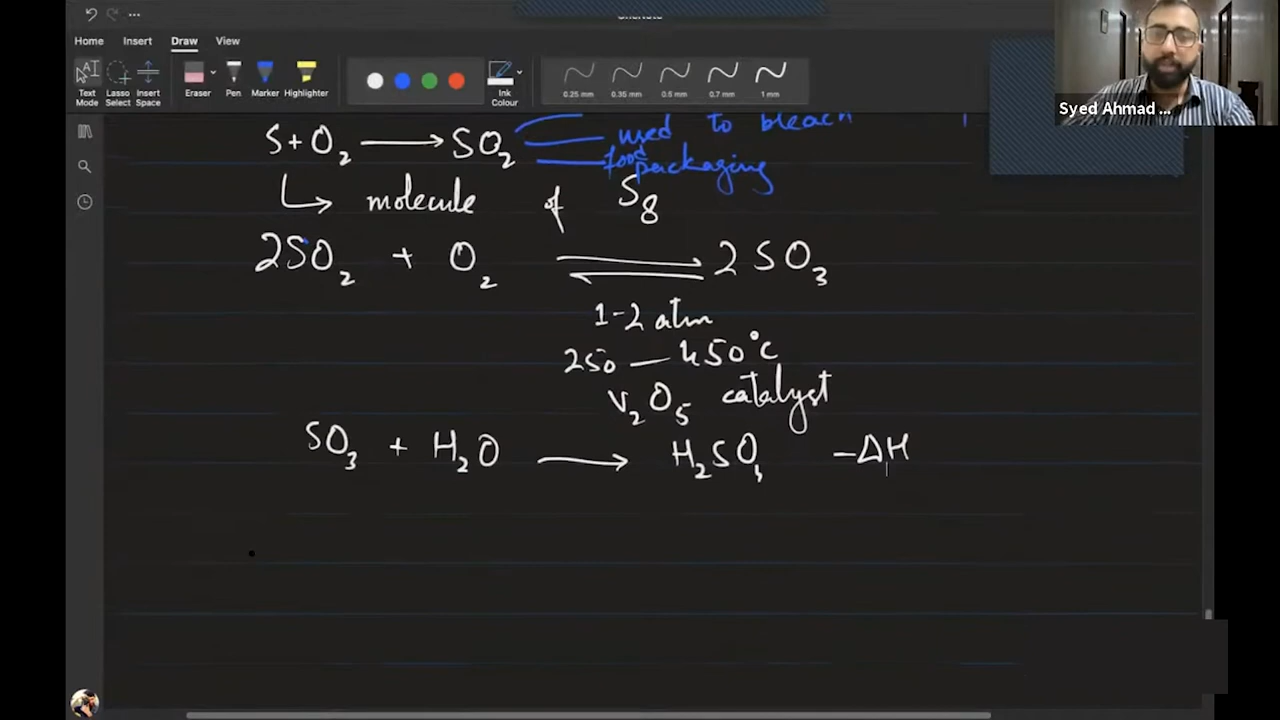 OneNote
Home Insert Draw View
Text Mode Lasso Select Insert Space Eraser Pen Marker Highlighter Ink Colour 0.25 mm 0.35 mm 0.5 mm 0.7 mm 1 mm
Syed Ahmad ...
S+O₂ → SO₂ used to bleach
food packaging
↳ molecule of S₈
2SO₂ + O₂ ⇌ 2SO₃
1-2 atm
250 — 450°C
V₂O₅ catalyst
SO₃ + H₂O → H₂SO₄ -ΔH